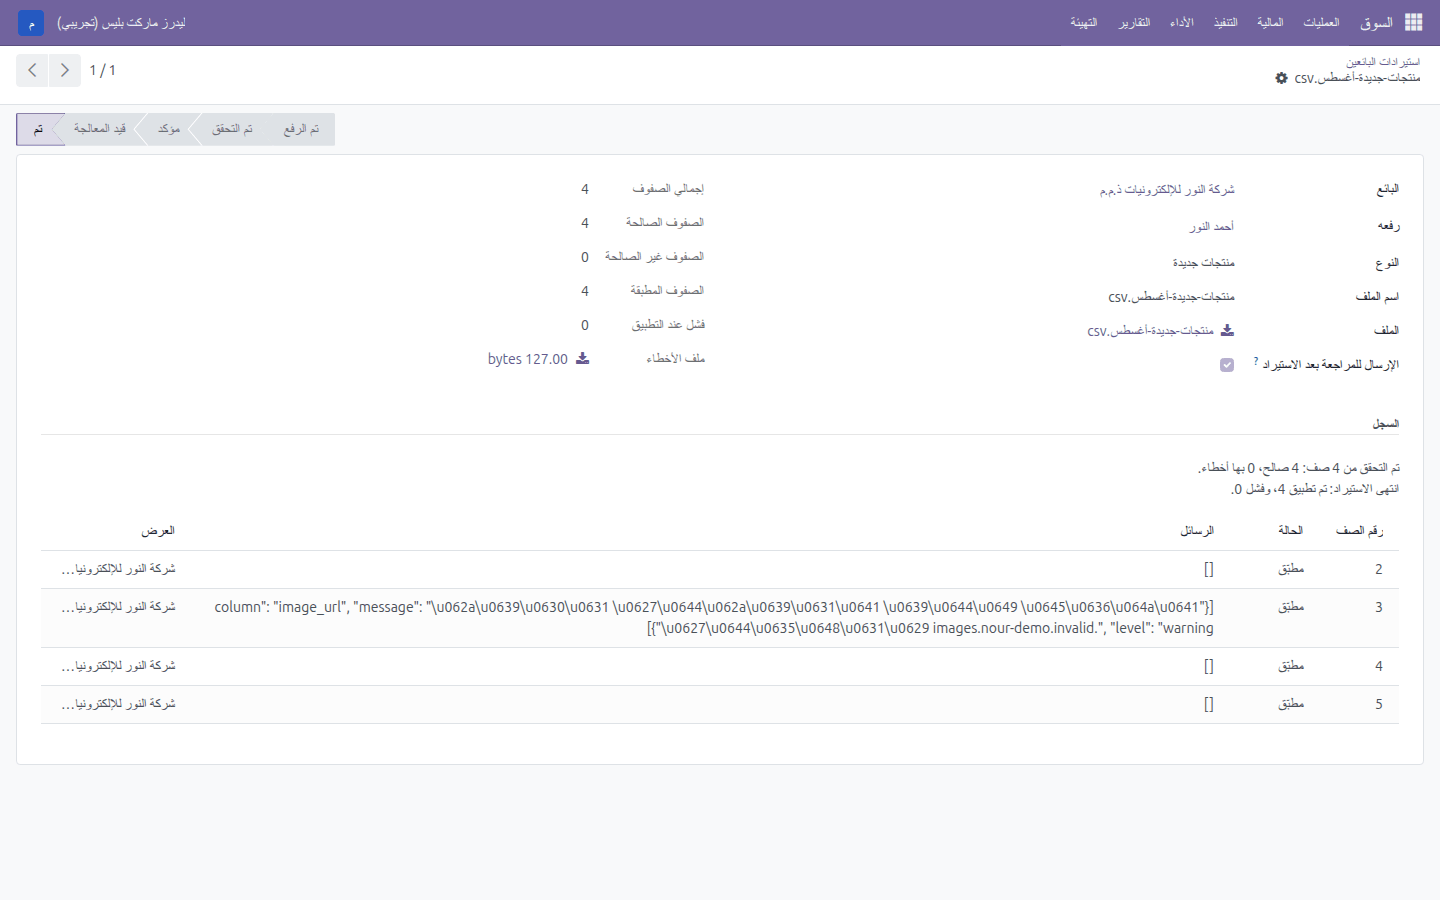 السوق العمليات المالية التنفيذ الأداء التقارير التهيئة
ليدرز ماركت بليس (تجريبي) م
استيرادات البائعين
منتجات-جديدة-أغسطس.csv
1 / 1
تم الرفع تم التحقق مؤكد قيد المعالجة تم
البائع شركة النور للإلكترونيات ذ.م.م
رفعه أحمد النور
النوع منتجات جديدة
اسم الملف منتجات-جديدة-أغسطس.csv
الملف منتجات-جديدة-أغسطس.csv
الإرسال للمراجعة بعد الاستيراد ?
إجمالي الصفوف 4
الصفوف الصالحة 4
الصفوف غير الصالحة 0
الصفوف المطبقة 4
فشل عند التطبيق 0
ملف الأخطاء 127.00 bytes
السجل
تم التحقق من 4 صف: 4 صالح، 0 بها أخطاء.
انتهى الاستيراد: تم تطبيق 4، وفشل 0.
رقم الصف الحالة الرسائل العرض
2 مطبّق [] شركة النور للإلكترونيا...
3 مطبّق [{"column": "image_url", "message": "\u062a\u0639\u0630\u0631 \u0627\u0644\u062a\u0639\u0631\u0641 \u0639\u0644\u0649 \u0645\u0636\u064a\u0641 شركة النور للإلكترونيا...
\u0627\u0644\u0635\u0648\u0631\u0629 images.nour-demo.invalid.", "level": "warning"}]
4 مطبّق [] شركة النور للإلكترونيا...
5 مطبّق [] شركة النور للإلكترونيا...